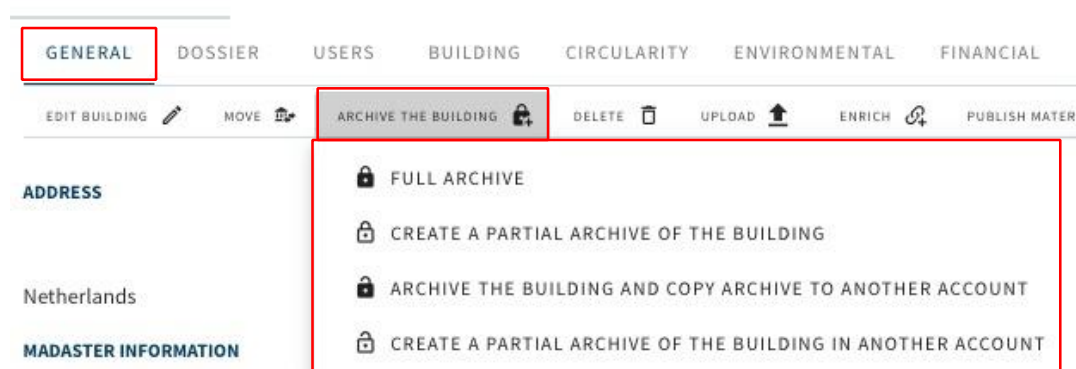 GENERAL DOSSIER USERS BUILDING CIRCULARITY ENVIRONMENTAL FINANCIAL
EDIT BUILDING MOVE ARCHIVE THE BUILDING DELETE UPLOAD ENRICH PUBLISH MATER
ADDRESS
FULL ARCHIVE
CREATE A PARTIAL ARCHIVE OF THE BUILDING
Netherlands
ARCHIVE THE BUILDING AND COPY ARCHIVE TO ANOTHER ACCOUNT
MADASTER INFORMATION
CREATE A PARTIAL ARCHIVE OF THE BUILDING IN ANOTHER ACCOUNT